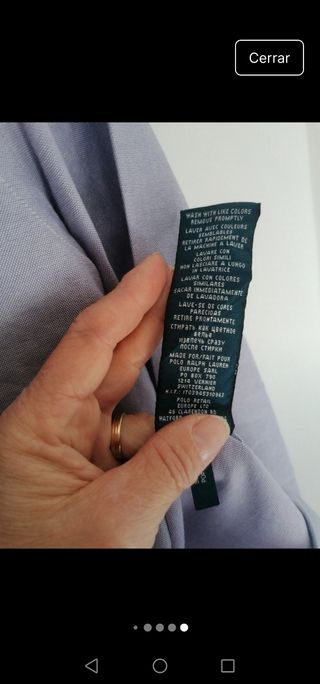 Cerrar
WASH WITH LIKE COLORS
REMOVE PROMPTLY
LAVER AVEC COULEURS
SEMBLABLES
RETIRER RAPIDEMENT DE
LA MACHINE A LAVER
LAVARE CON
COLORI SIMILI
NON LASCIARE A LUNGO
IN LAVATRICE
LAVAR CON COLORES
SIMILARES
SACAR INMEDIATAMENTE
DE LAVADORA
LAVE-SE DE CORES
PARECIDAS
RETIRE PRONTAMENTE
СТИРАТЬ КАК ЦВЕТНОЕ
БЕЛЬЕ
ИЗВЛЕЧЬ СРАЗУ
ПОСЛЕ СТИРКИ
MADE FOR/FAIT POUR
POLO RALPH LAUREN
EUROPE SARL
PO BOX 790
1214 VERNIER
SWITZERLAND
POLO RETAIL
EUROPE LTD
45 CLARENDON RD